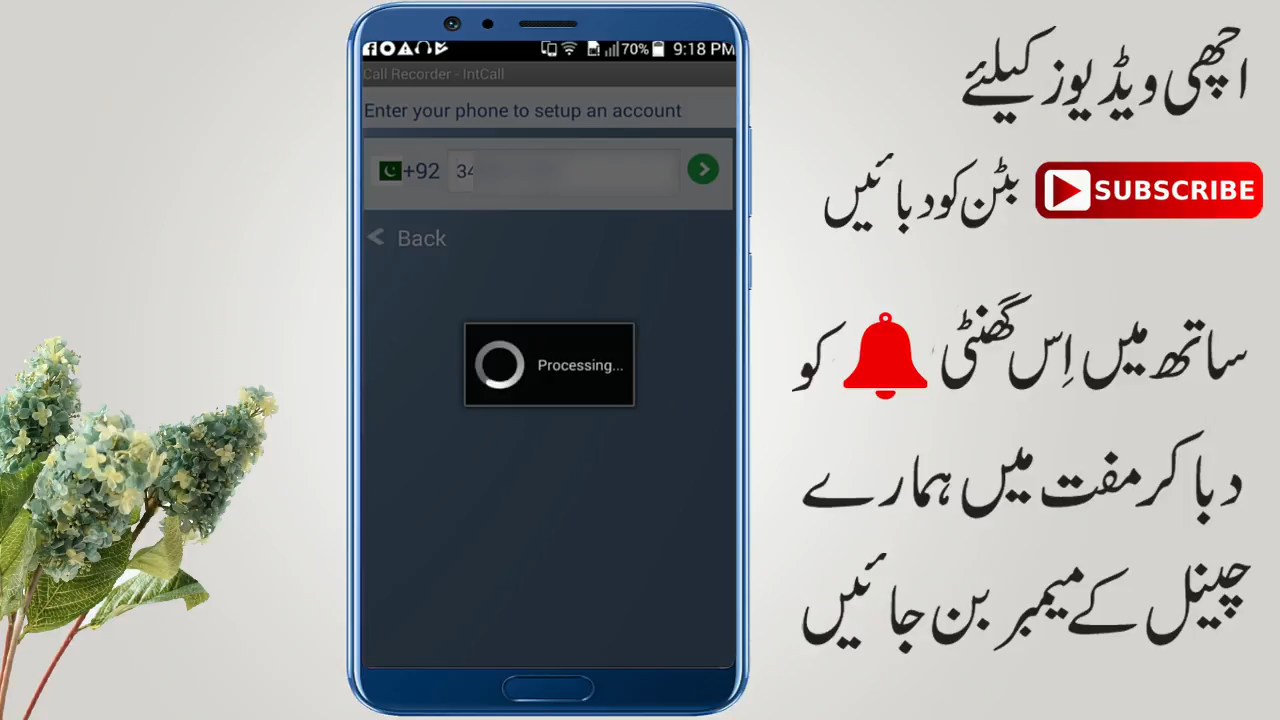 70% 9:18 PM
Call Recorder - IntCall
Enter your phone to setup an account
+92 34
Back
Processing...
اچھی ویڈیوز کیلئے
SUBSCRIBE بٹن کو دبائیں
ساتھ میں اِس گھنٹی کو
دبا کر مفت میں ہمارے
چینل کے میمبر بن جائیں